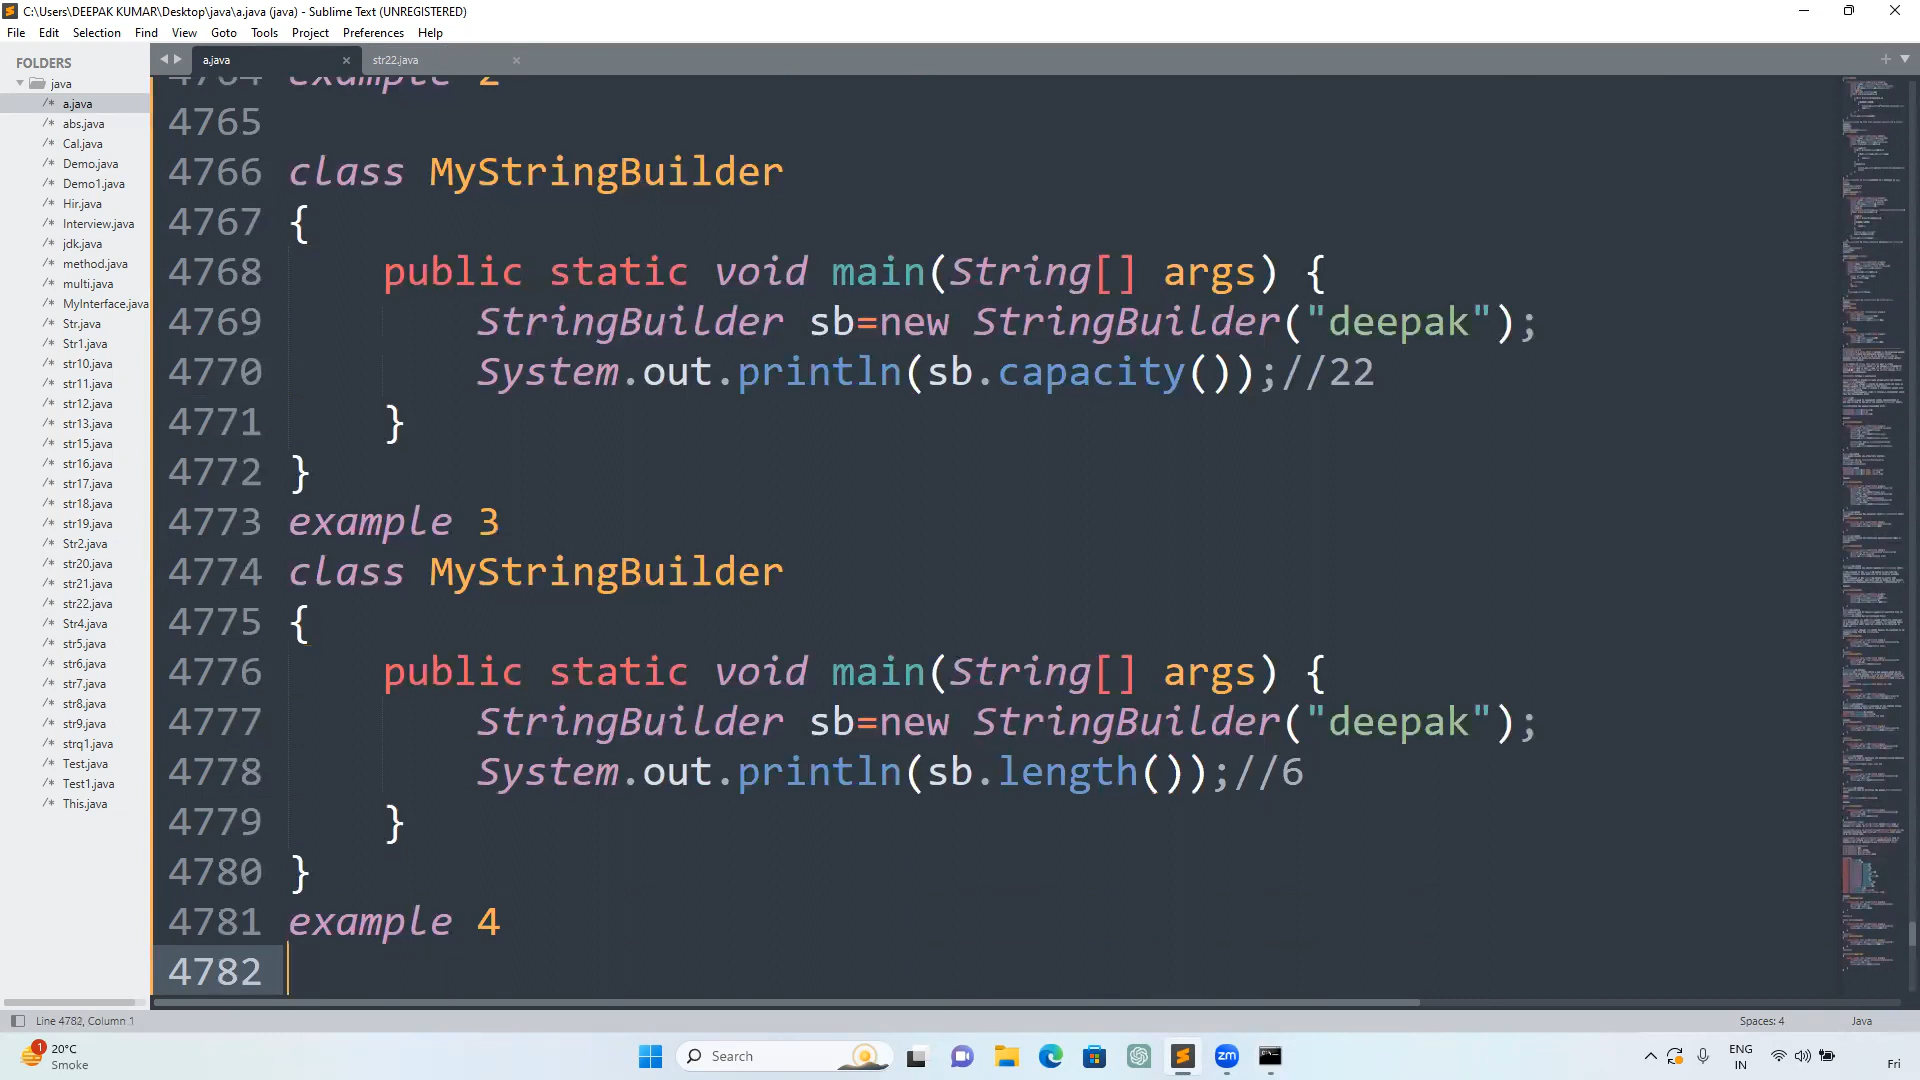 C:\Users\DEEPAK KUMAR\Desktop\java\a.java (java) - Sublime Text (UNREGISTERED)
File Edit Selection Find View Goto Tools Project Preferences Help
FOLDERS
java
/* a.java
/* abs.java
/* Cal.java
/* Demo.java
/* Demo1.java
/* Hir.java
/* Interview.java
/* jdk.java
/* method.java
/* multi.java
/* MyInterface.java
/* Str.java
/* Str1.java
/* str10.java
/* str11.java
/* str12.java
/* str13.java
/* str15.java
/* str16.java
/* str17.java
/* str18.java
/* str19.java
/* Str2.java
/* str20.java
/* str21.java
/* str22.java
/* Str4.java
/* str5.java
/* str6.java
/* str7.java
/* str8.java
/* str9.java
/* strq1.java
/* Test.java
/* Test1.java
/* This.java
a.java str22.java
4764 example 2
4765
4766 class MyStringBuilder
4767 {
4768 public static void main(String[] args) {
4769 StringBuilder sb=new StringBuilder("deepak");
4770 System.out.println(sb.capacity());//22
4771 }
4772 }
4773 example 3
4774 class MyStringBuilder
4775 {
4776 public static void main(String[] args) {
4777 StringBuilder sb=new StringBuilder("deepak");
4778 System.out.println(sb.length());//6
4779 }
4780 }
4781 example 4
4782
Line 4782, Column 1 Spaces: 4 Java
1
20°C
Smoke
Search
zm
ENG
IN
Fri